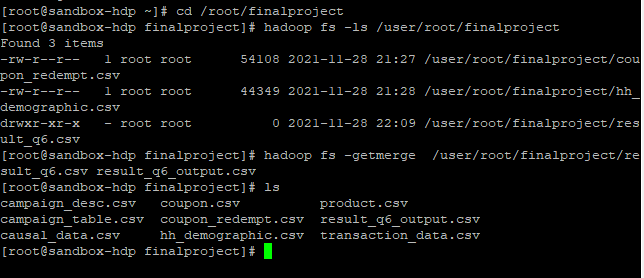 [root@sandbox-hdp ~]# cd /root/finalproject
[root@sandbox-hdp finalproject]# hadoop fs -ls /user/root/finalproject
Found 3 items
-rw-r--r--   1 root root      54108 2021-11-28 21:27 /user/root/finalproject/cou
pon_redempt.csv
-rw-r--r--   1 root root      44349 2021-11-28 21:28 /user/root/finalproject/hh_
demographic.csv
drwxr-xr-x   - root root          0 2021-11-28 22:09 /user/root/finalproject/res
ult_q6.csv
[root@sandbox-hdp finalproject]# hadoop fs -getmerge  /user/root/finalproject/re
sult_q6.csv result_q6_output.csv
[root@sandbox-hdp finalproject]# ls
campaign_desc.csv   coupon.csv          product.csv
campaign_table.csv  coupon_redempt.csv  result_q6_output.csv
causal_data.csv     hh_demographic.csv  transaction_data.csv
[root@sandbox-hdp finalproject]#